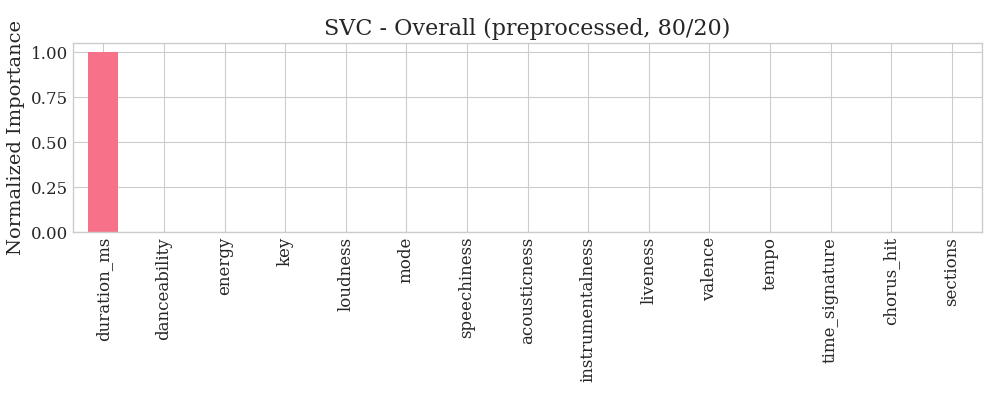 SVC - Overall (preprocessed, 80/20)
Normalized Importance
1.00
0.75
0.50
0.25
0.00
duration_ms
danceability
energy
key
loudness
mode
speechiness
acousticness
instrumentalness
liveness
valence
tempo
time_signature
chorus_hit
sections